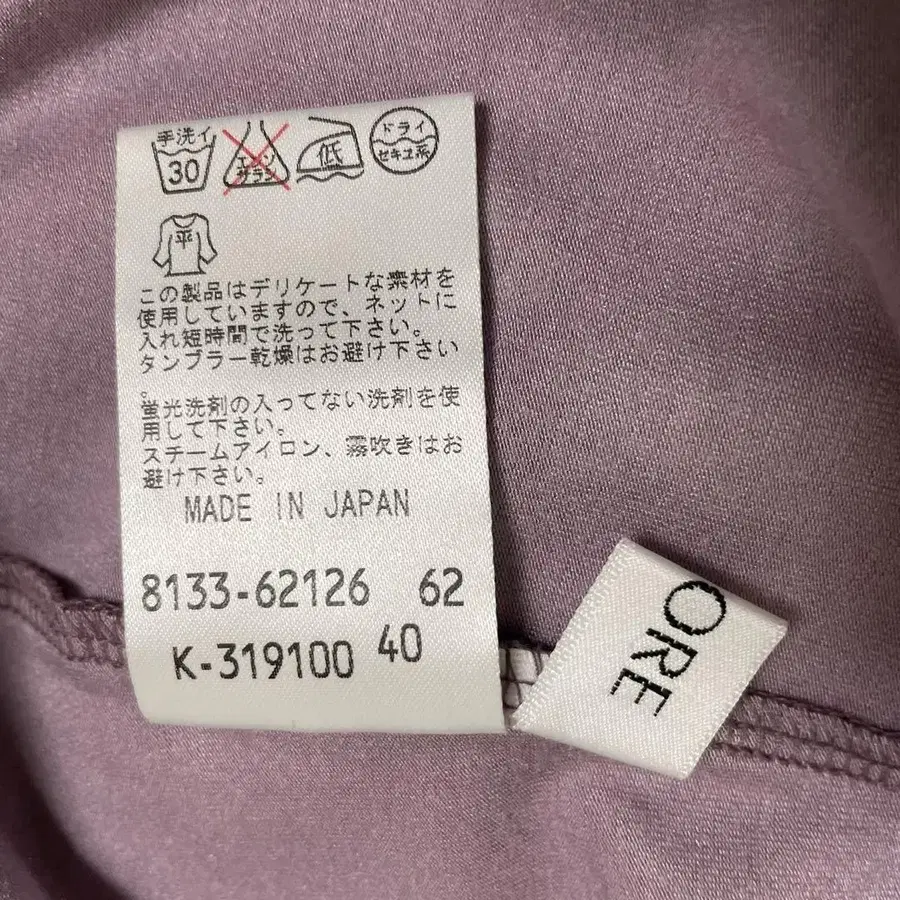 手洗イ
30
エンソ
サラシ
低
ドライ
セキユ系
平
この製品はデリケートな素材を
使用していますので、ネットに
入れ短時間で洗って下さい。
タンブラー乾燥はお避け下さい
。
蛍光洗剤の入ってない洗剤を使
用して下さい。
スチームアイロン、霧吹きはお
避け下さい。
MADE IN JAPAN
8133-62126 62
K-319100 40
ORE